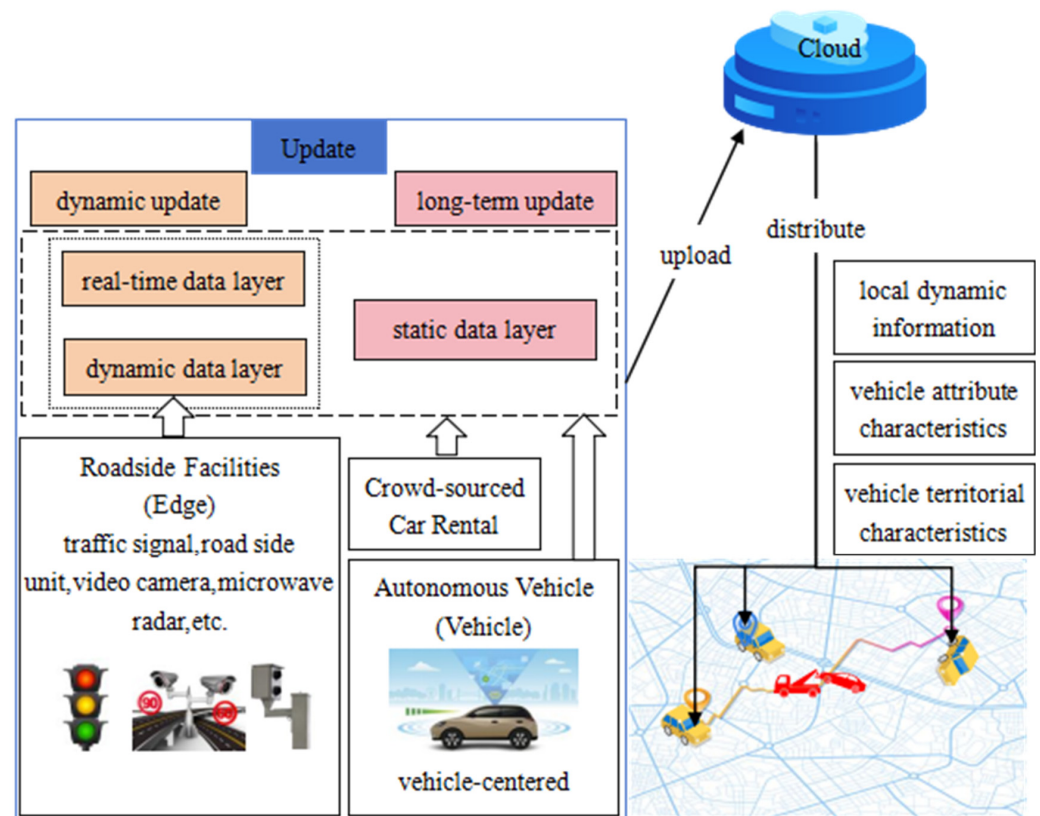 Cloud
Update
dynamic update
long-term update
real-time data layer
dynamic data layer
static data layer
upload
distribute
local dynamic
information
vehicle attribute
characteristics
vehicle territorial
characteristics
Roadside Facilities
(Edge)
traffic signal,road side
unit,video camera,microwave
radar,etc.
90
Crowd-sourced
Car Rental
Autonomous Vehicle
(Vehicle)
vehicle-centered